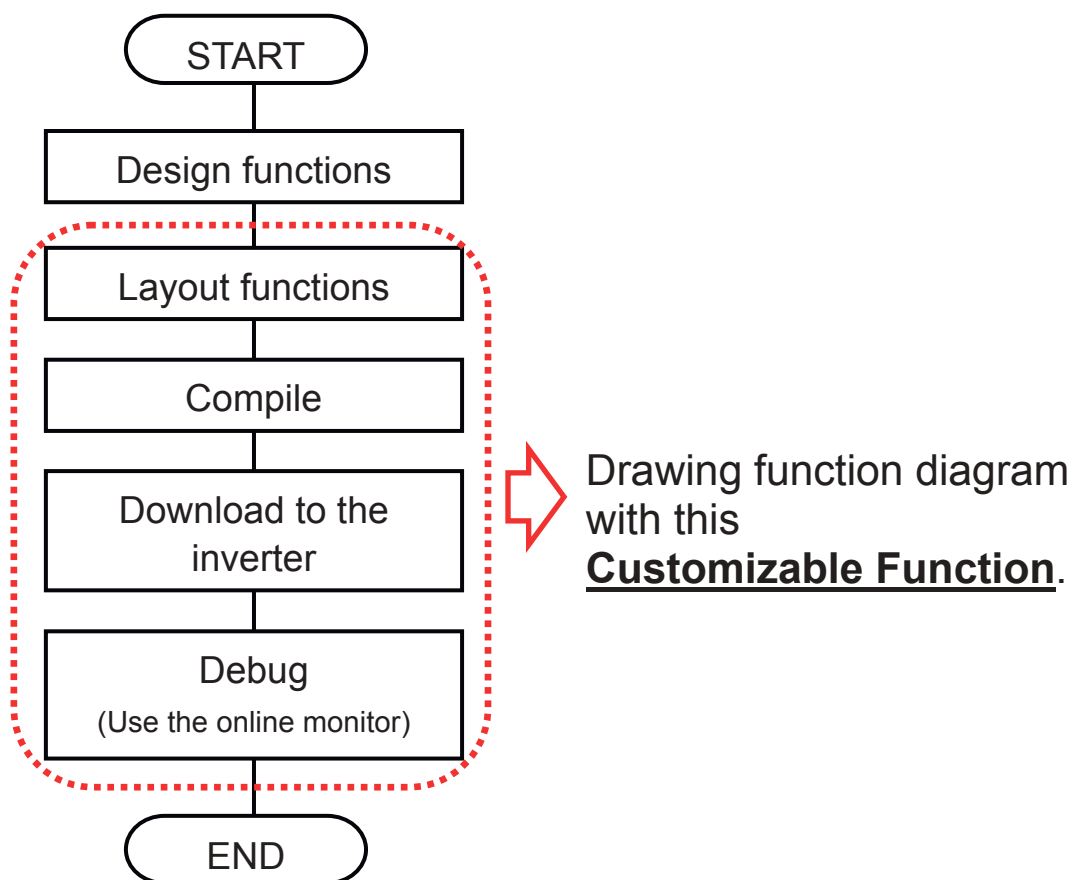 START
Design functions
Layout functions
Compile
Download to the
inverter
Debug
(Use the online monitor)
END
Drawing function diagram
with this
Customizable Function.